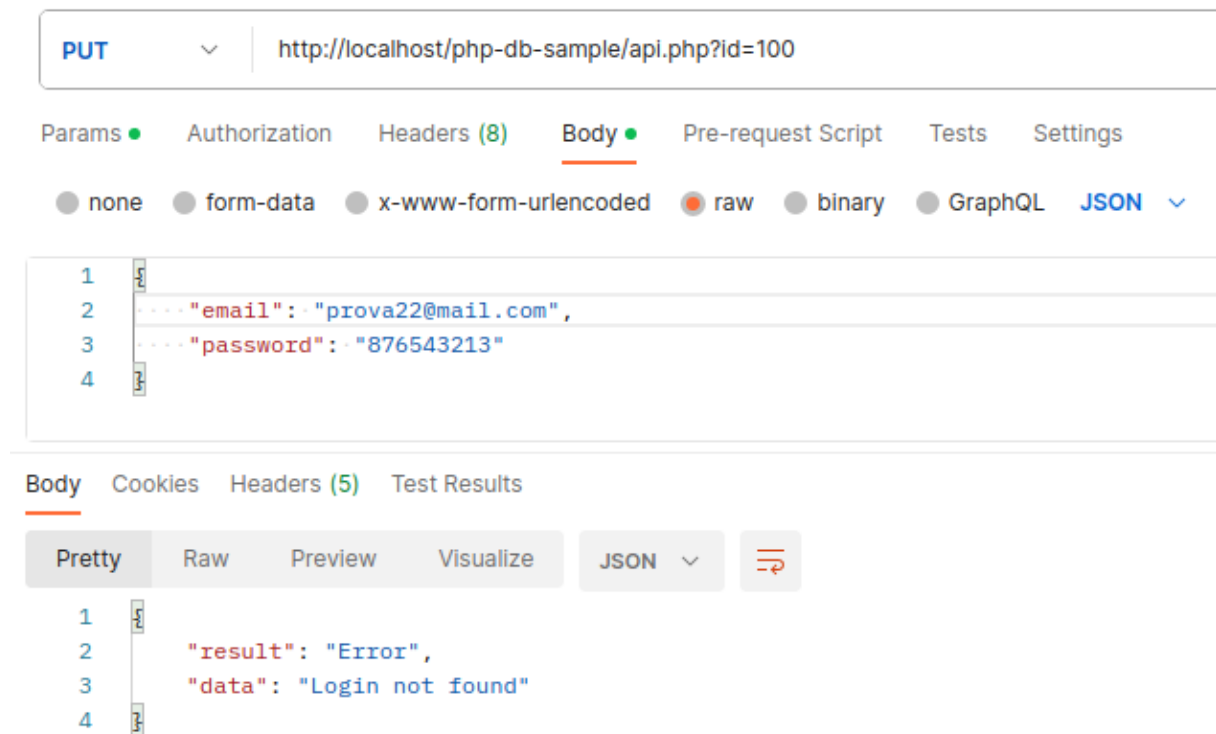 PUT http://localhost/php-db-sample/api.php?id=100
Params Authorization Headers (8) Body Pre-request Script Tests Settings
none form-data x-www-form-urlencoded raw binary GraphQL JSON
1 {
2 "email": "prova22@mail.com",
3 "password": "876543213"
4 }
Body Cookies Headers (5) Test Results
Pretty Raw Preview Visualize JSON
1 {
2 "result": "Error",
3 "data": "Login not found"
4 }